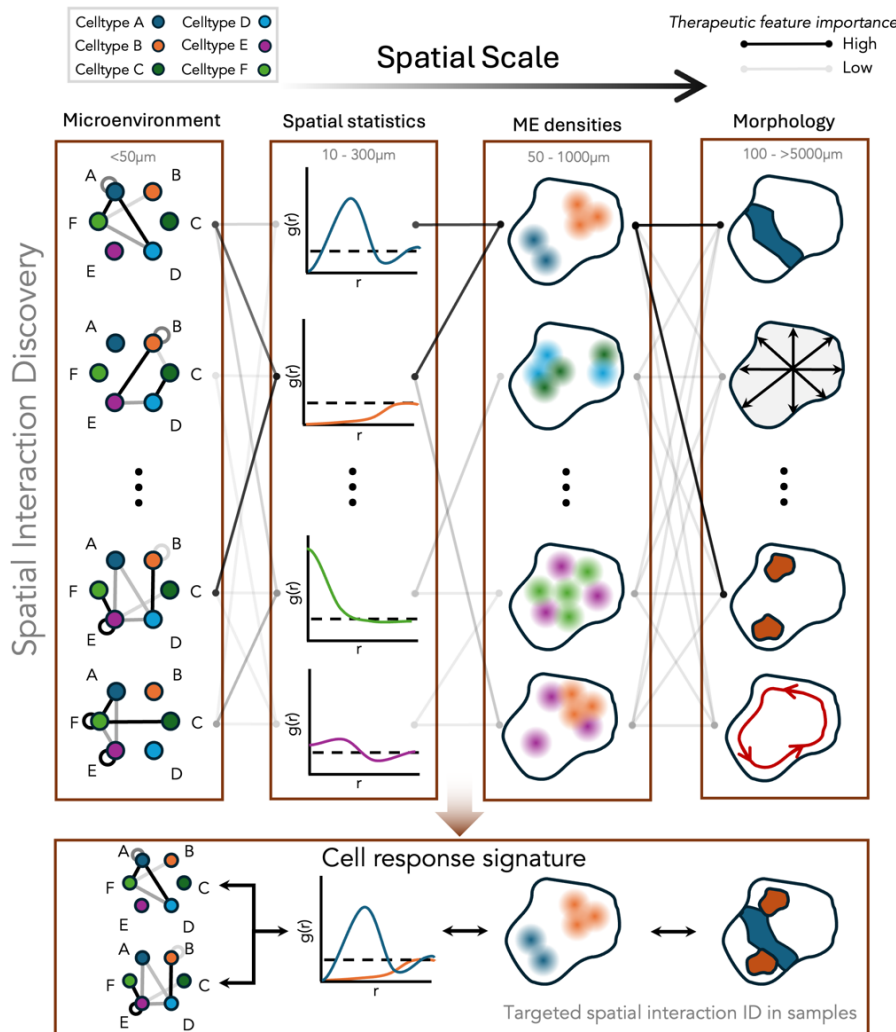 Celltype A Celltype D
Celltype B Celltype E
Celltype C Celltype F
Spatial Scale
Therapeutic feature importance
High
Low
Spatial Interaction Discovery
Microenvironment
<50μm
A B
F C
E D
A B
F C
E D
A B
F C
E D
A B
F C
E D
Spatial statistics
10 - 300μm
g(r)
r
g(r)
r
g(r)
r
g(r)
r
ME densities
50 - 1000μm
Morphology
100 - >5000μm
Cell response signature
A B
F C
E D
A B
F C
E D
g(r)
r
Targeted spatial interaction ID in samples